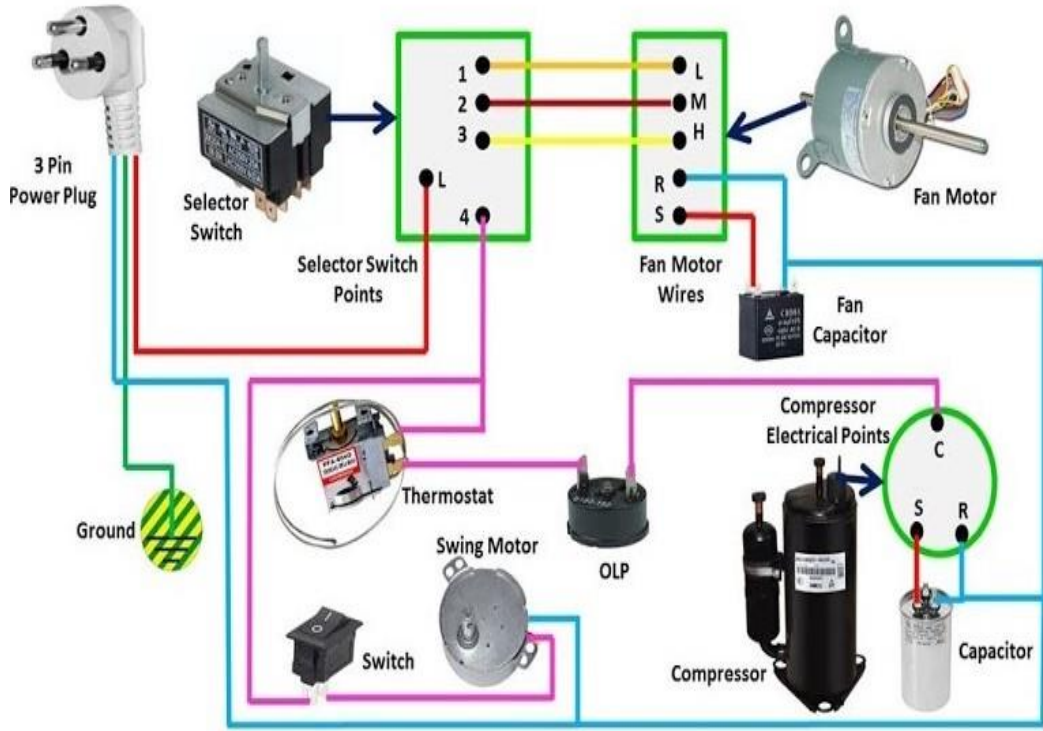 3 Pin
Power Plug
Selector
Switch
1
2
3
L
4
Selector Switch
Points
L
M
H
R
S
Fan Motor
Wires
Fan Motor
Fan
Capacitor
Ground
Thermostat
OLP
Compressor
Electrical Points
C
S
R
Swing Motor
Switch
Compressor
Capacitor